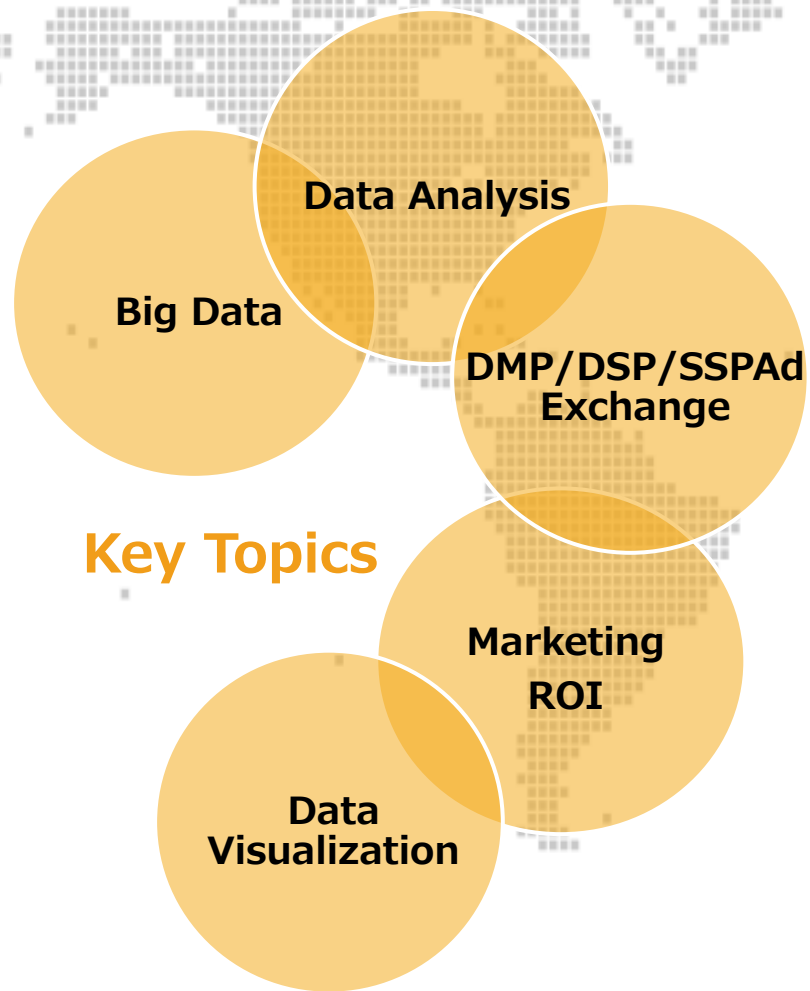 Data Analysis
Big Data
DMP/DSP/SSPAd
Exchange
Key Topics
Marketing
ROI
Data
Visualization